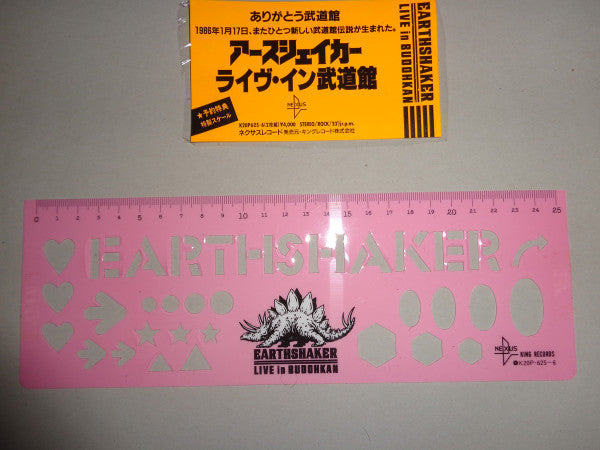 ありがとう武道館
1986年1月17日、またひとつ新しい武道館伝説が生まれた。
アースシェイカー
ライヴ・イン武道館
★予約特典
特製スケール
NEXUS
K20P625-6(2枚組)¥4,000 STEREO/ROCK/33⅓r.p.m.
ネクサスレコード 発売元・キングレコード株式会社
EARTHSHAKER
LIVE in BUDOHKAN
0 1 2 3 4 5 6 7 8 9 10 11 12 13 14 15 16 17 18 19 20 21 22 23 24 25
EARTHSHAKER
EARTHSHAKER
LIVE in BUDOHKAN
NEXUS
KING RECORDS
K20P-625-6